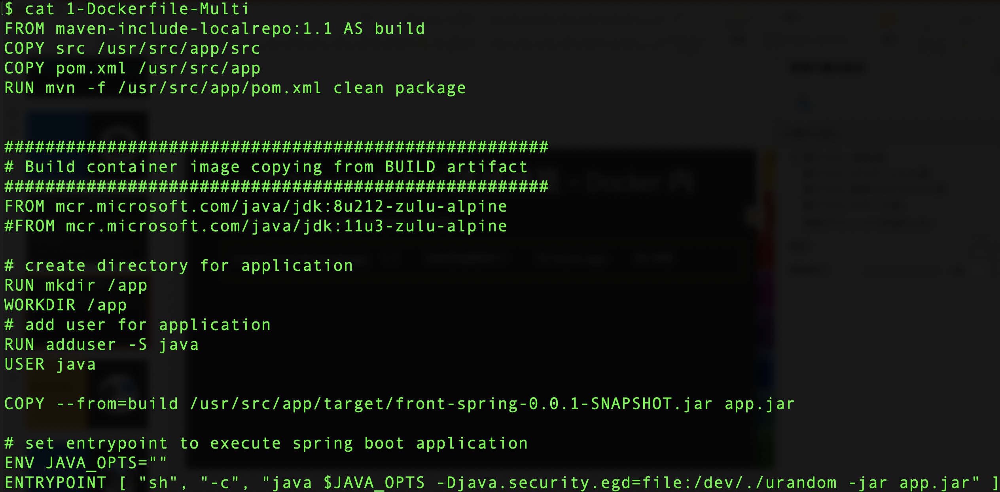 $ cat 1-Dockerfile-Multi
FROM maven-include-localrepo:1.1 AS build
COPY src /usr/src/app/src
COPY pom.xml /usr/src/app
RUN mvn -f /usr/src/app/pom.xml clean package
#####################################################
# Build container image copying from BUILD artifact
#####################################################
FROM mcr.microsoft.com/java/jdk:8u212-zulu-alpine
#FROM mcr.microsoft.com/java/jdk:11u3-zulu-alpine
# create directory for application
RUN mkdir /app
WORKDIR /app
# add user for application
RUN adduser -S java
USER java
COPY --from=build /usr/src/app/target/front-spring-0.0.1-SNAPSHOT.jar app.jar
# set entrypoint to execute spring boot application
ENV JAVA_OPTS=""
ENTRYPOINT [ "sh", "-c", "java $JAVA_OPTS -Djava.security.egd=file:/dev/./urandom -jar app.jar" ]